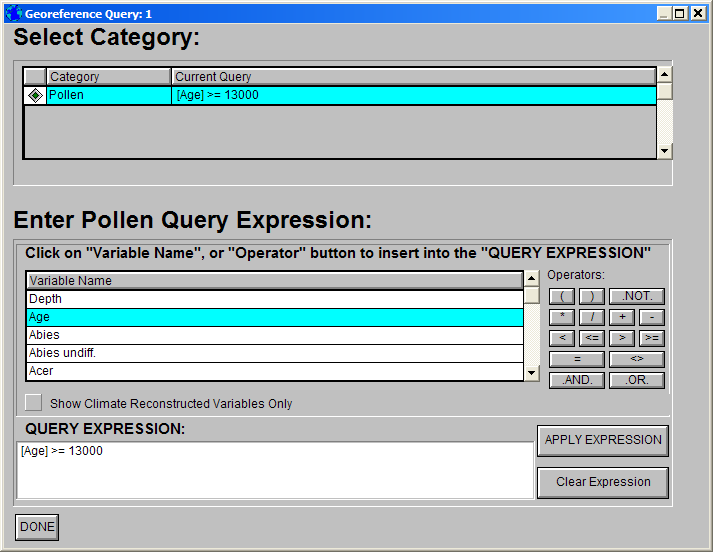 Georeference Query: 1
Select Category:
Category Current Query
Pollen [Age] >= 13000
Enter Pollen Query Expression:
Click on "Variable Name", or "Operator" button to insert into the "QUERY EXPRESSION"
Variable Name
Depth
Age
Abies
Abies undiff.
Acer
Operators:
( ) .NOT.
* / + -
< <= > >=
= <>
.AND. .OR.
Show Climate Reconstructed Variables Only
QUERY EXPRESSION:
[Age] >= 13000
APPLY EXPRESSION
Clear Expression
DONE